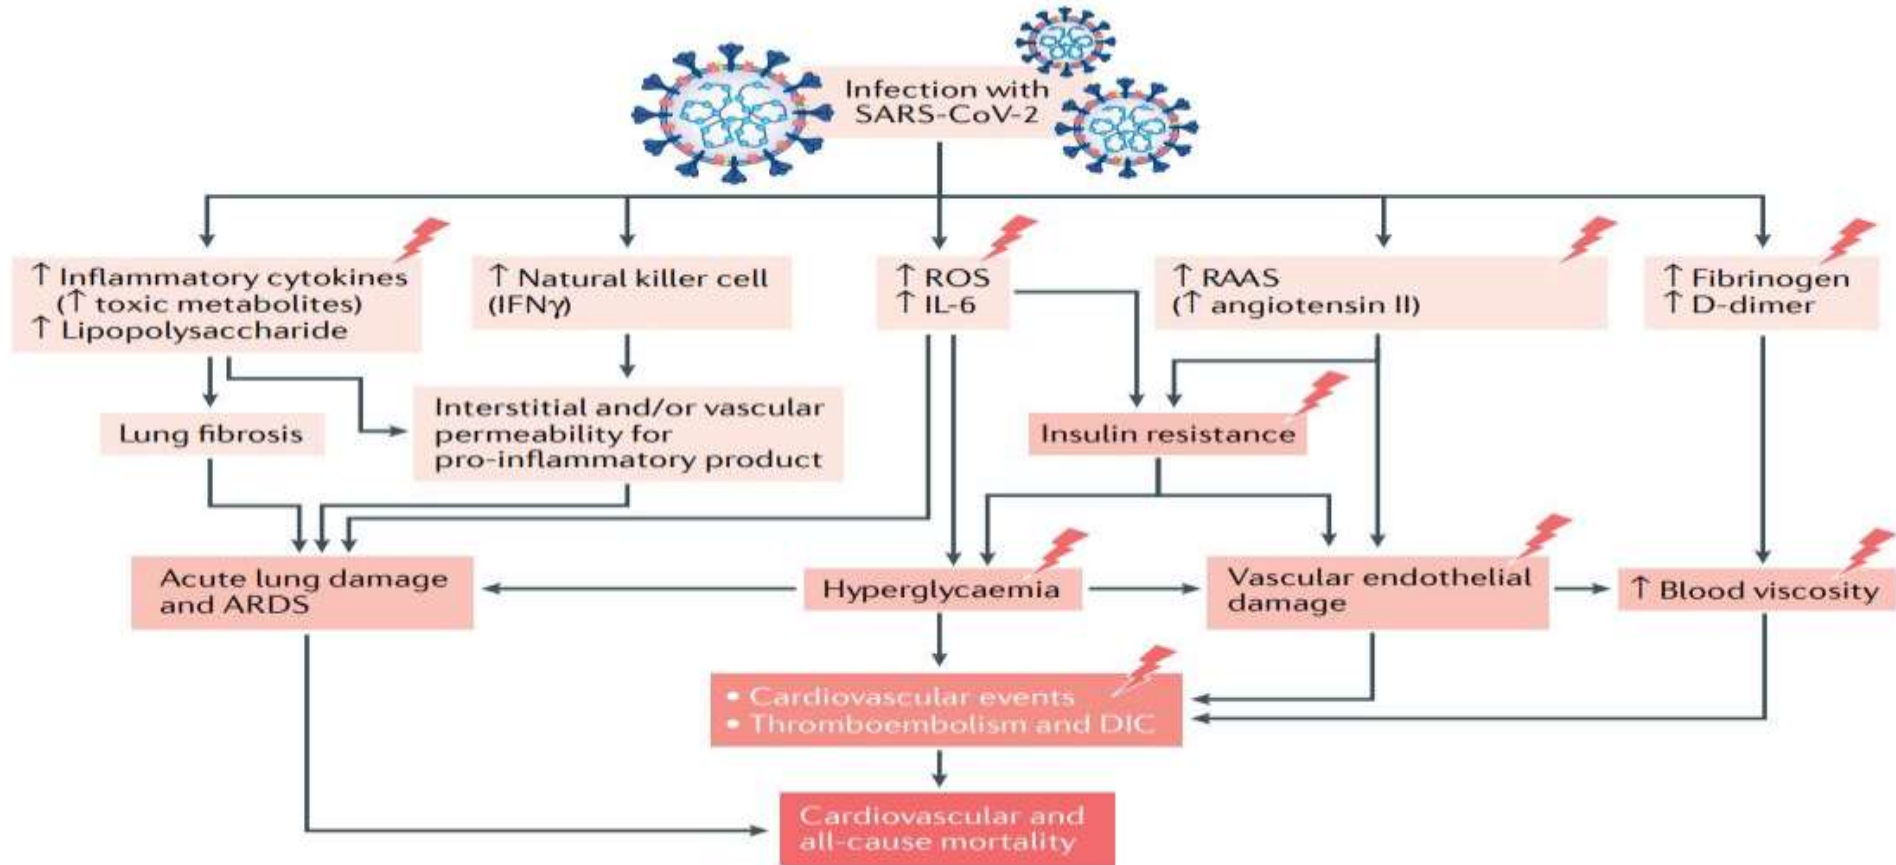 Infection with
SARS-CoV-2
↑ Inflammatory cytokines
(↑ toxic metabolites)
↑ Lipopolysaccharide
↑ Natural killer cell
(IFNγ)
↑ ROS
↑ IL-6
↑ RAAS
(↑ angiotensin II)
↑ Fibrinogen
↑ D-dimer
Lung fibrosis
Interstitial and/or vascular
permeability for
pro-inflammatory product
Insulin resistance
Acute lung damage
and ARDS
Hyperglycaemia
Vascular endothelial
damage
↑ Blood viscosity
• Cardiovascular events
• Thromboembolism and DIC
Cardiovascular and
all-cause mortality